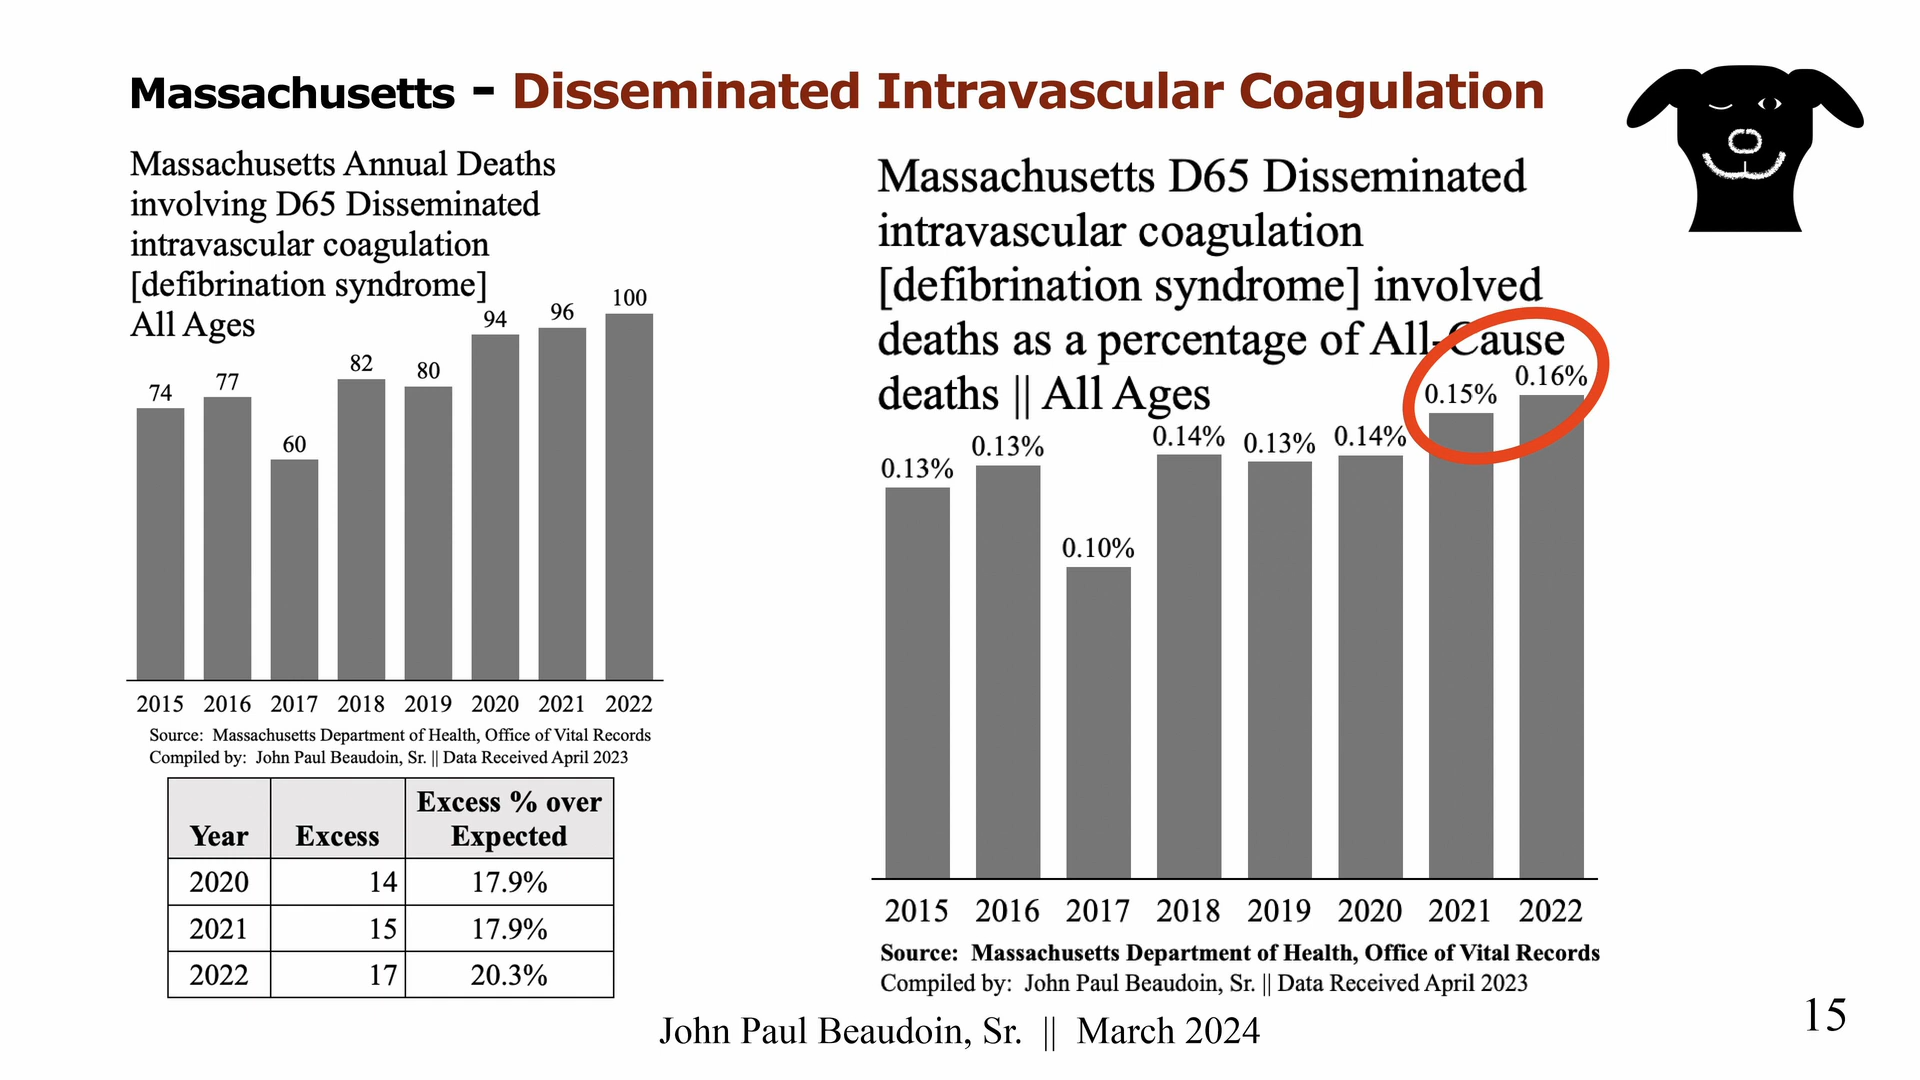 Massachusetts - Disseminated Intravascular Coagulation
Massachusetts Annual Deaths
involving D65 Disseminated
intravascular coagulation
[defibrination syndrome]
All Ages
74
77
60
82
80
94
96
100
2015 2016 2017 2018 2019 2020 2021 2022
Source: Massachusetts Department of Health, Office of Vital Records
Compiled by: John Paul Beaudoin, Sr. || Data Received April 2023
Year Excess Excess % over Expected
2020 14 17.9%
2021 15 17.9%
2022 17 20.3%
Massachusetts D65 Disseminated
intravascular coagulation
[defibrination syndrome] involved
deaths as a percentage of All-Cause
deaths || All Ages
0.13%
0.13%
0.10%
0.14%
0.13%
0.14%
0.15%
0.16%
2015 2016 2017 2018 2019 2020 2021 2022
Source: Massachusetts Department of Health, Office of Vital Records
Compiled by: John Paul Beaudoin, Sr. || Data Received April 2023
John Paul Beaudoin, Sr. || March 2024
15